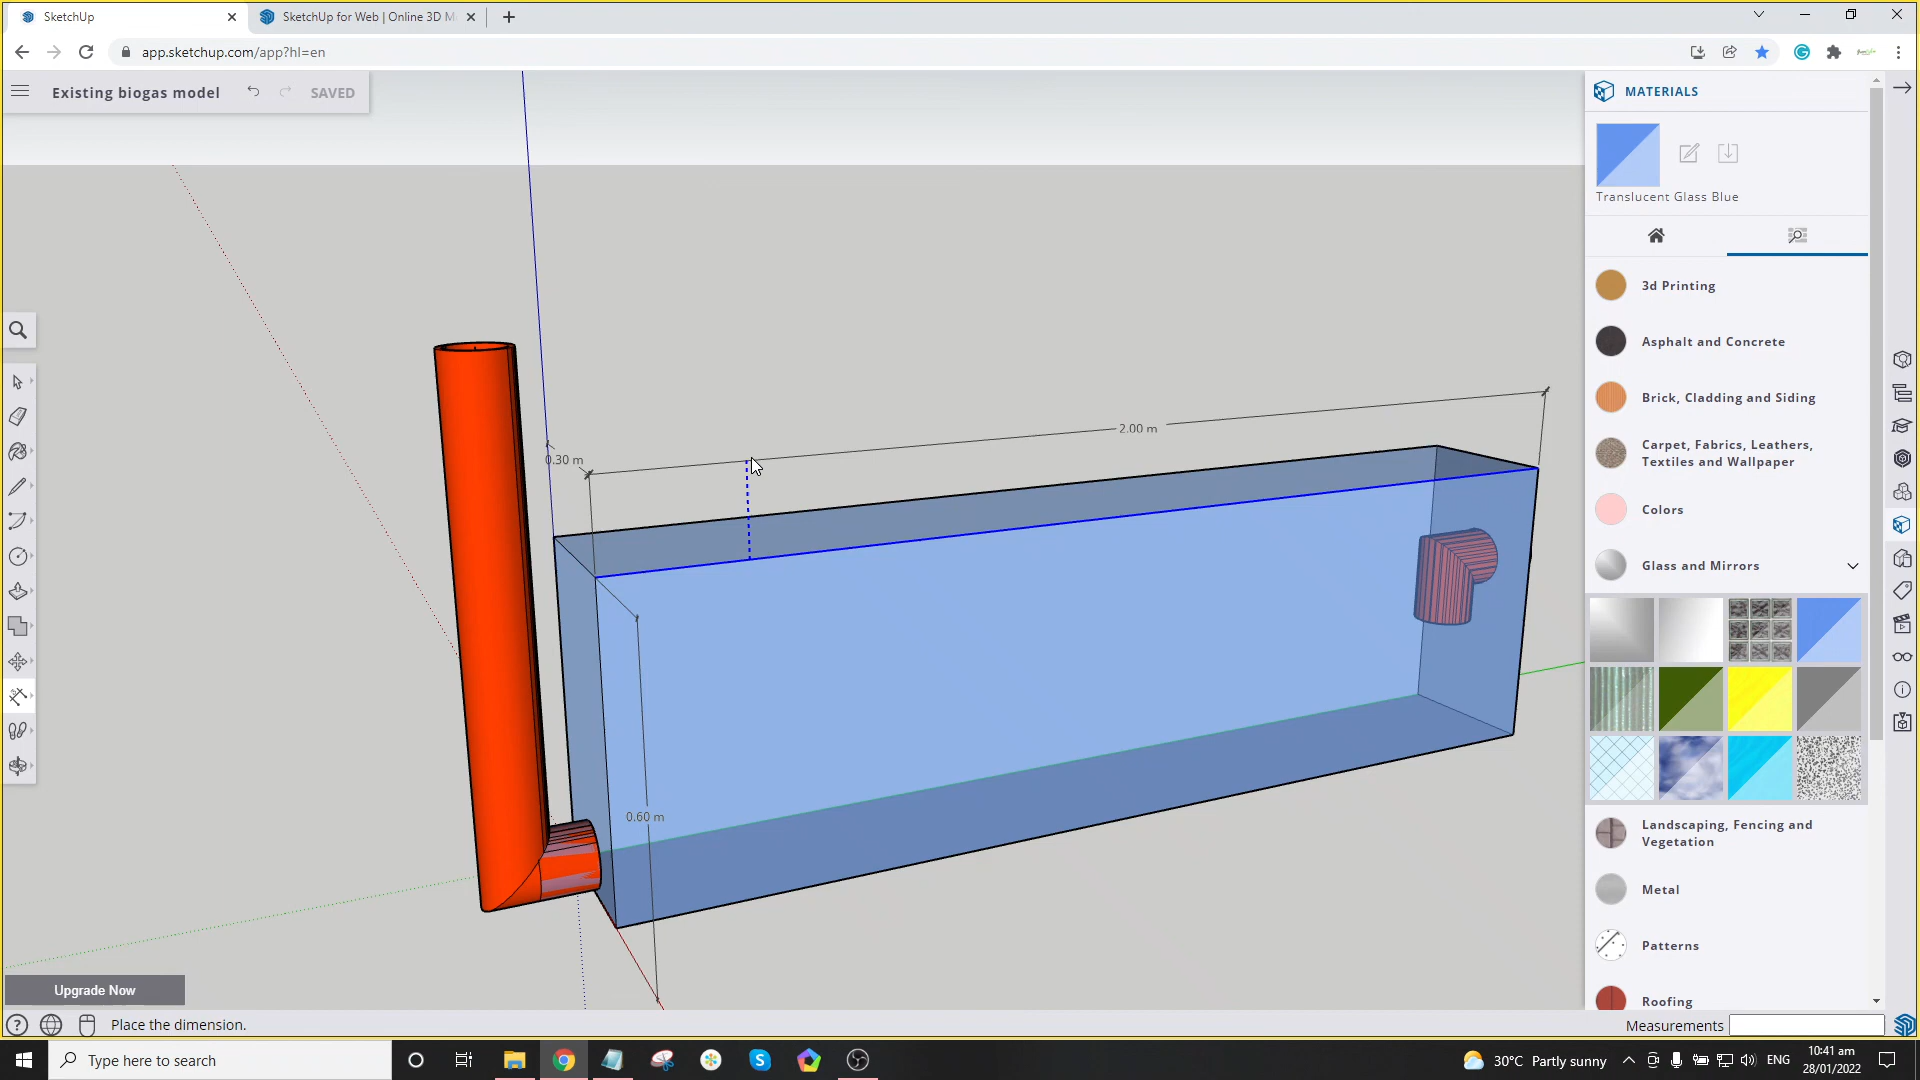 SketchUp
SketchUp for Web | Online 3D M
app.sketchup.com/app?hl=en
Existing biogas model
SAVED
MATERIALS
Translucent Glass Blue
3d Printing
Asphalt and Concrete
Brick, Cladding and Siding
Carpet, Fabrics, Leathers,
Textiles and Wallpaper
Colors
Glass and Mirrors
Landscaping, Fencing and
Vegetation
Metal
Patterns
Roofing
2.00 m
0.30 m
0.60 m
Upgrade Now
Place the dimension.
Measurements
Type here to search
30°C Partly sunny
ENG
10:41 am
28/01/2022